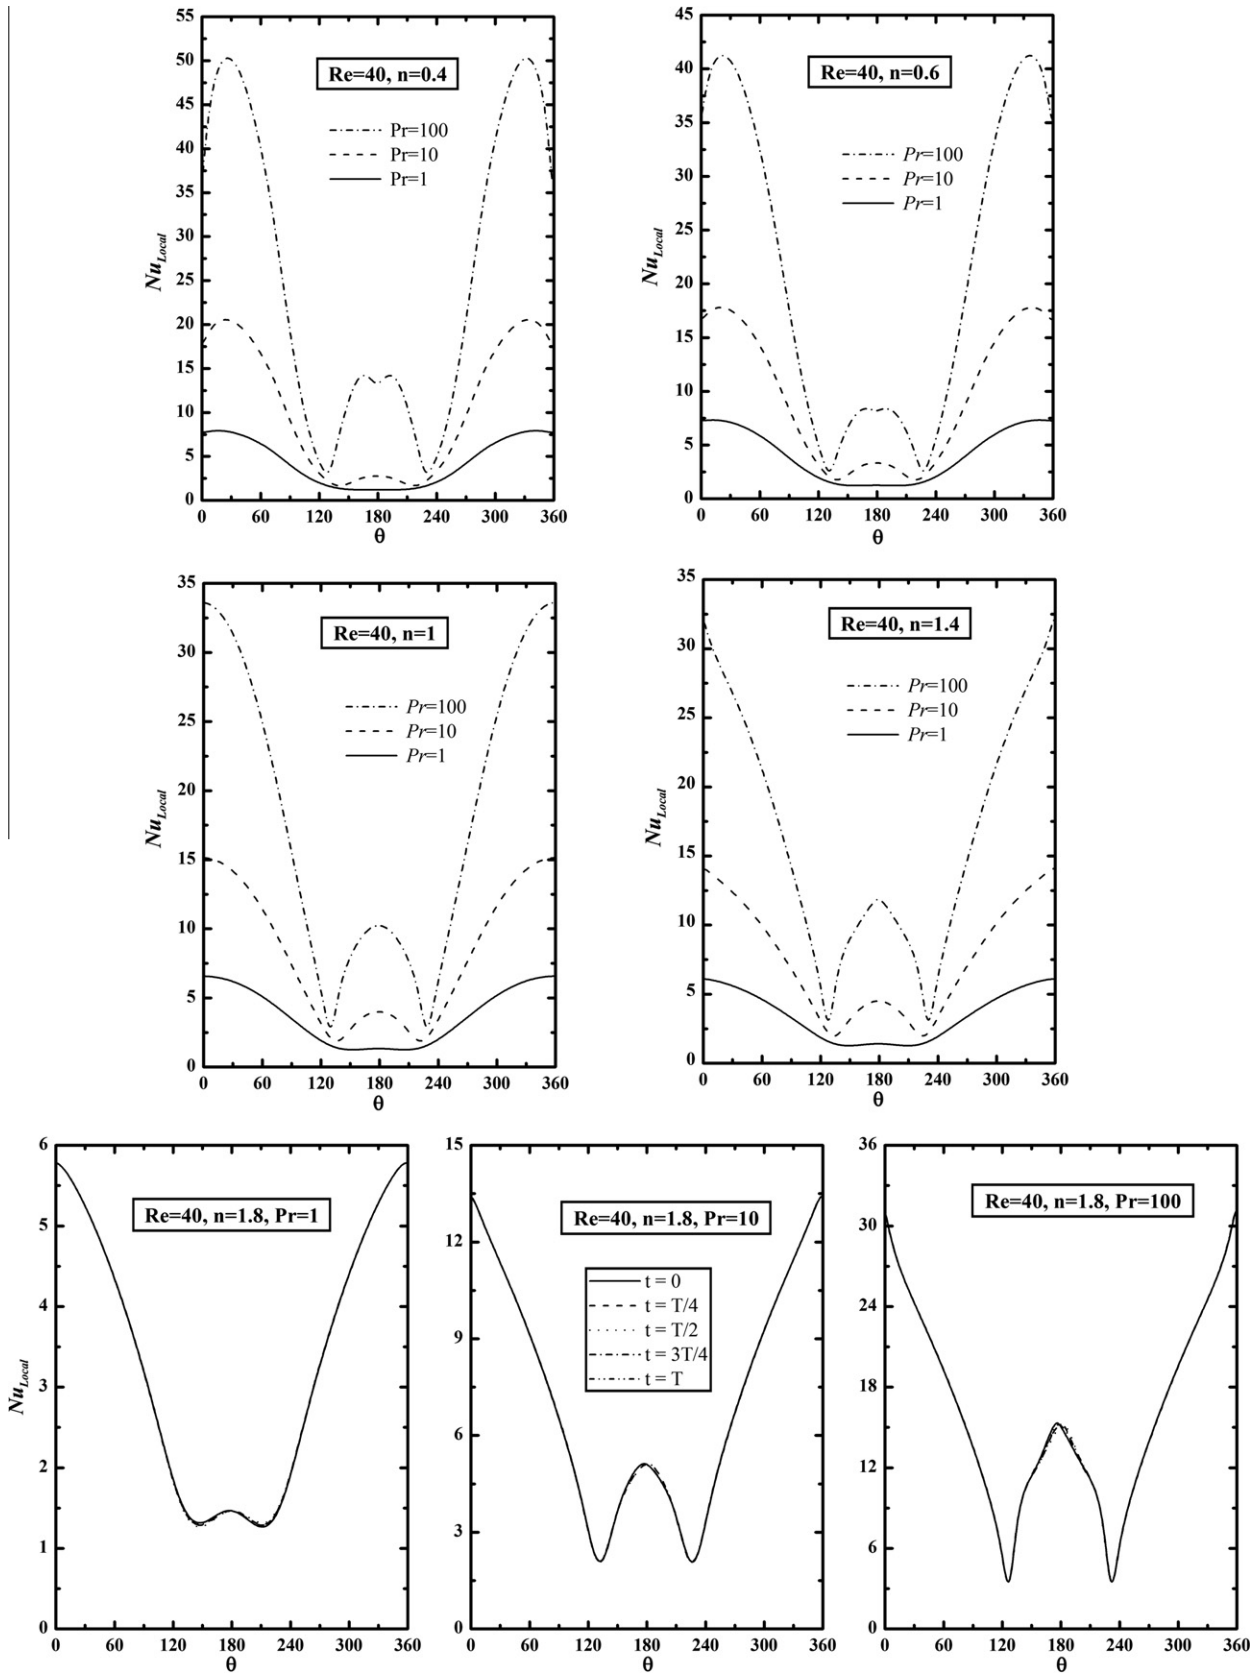 55
50
45
40
35
30
25
20
15
10
5
0
Nu_Local
Re=40, n=0.4
Pr=100
Pr=10
Pr=1
0 60 120 180 240 300 360
θ
45
40
35
30
25
20
15
10
5
0
Nu_Local
Re=40, n=0.6
Pr=100
Pr=10
Pr=1
0 60 120 180 240 300 360
θ
35
30
25
20
15
10
5
0
Nu_Local
Re=40, n=1
Pr=100
Pr=10
Pr=1
0 60 120 180 240 300 360
θ
35
30
25
20
15
10
5
0
Nu_Local
Re=40, n=1.4
Pr=100
Pr=10
Pr=1
0 60 120 180 240 300 360
θ
6
5
4
3
2
1
0
Nu_Local
Re=40, n=1.8, Pr=1
0 60 120 180 240 300 360
θ
15
12
9
6
3
0
Re=40, n=1.8, Pr=10
t = 0
t = T/4
t = T/2
t = 3T/4
t = T
0 60 120 180 240 300 360
θ
36
30
24
18
12
6
0
Re=40, n=1.8, Pr=100
0 60 120 180 240 300 360
θ